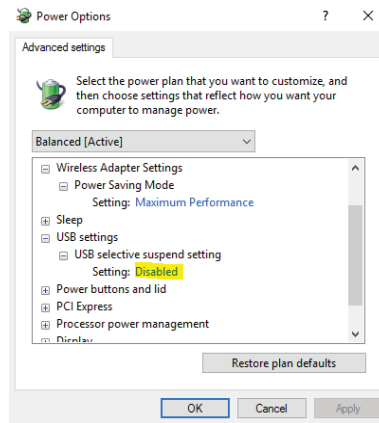 Power Options
Advanced settings
Select the power plan that you want to customize, and
then choose settings that reflect how you want your
computer to manage power.
Balanced [Active]
Wireless Adapter Settings
Power Saving Mode
Setting: Maximum Performance
Sleep
USB settings
USB selective suspend setting
Setting: Disabled
Power buttons and lid
PCI Express
Processor power management
Display
Restore plan defaults
OK Cancel Apply